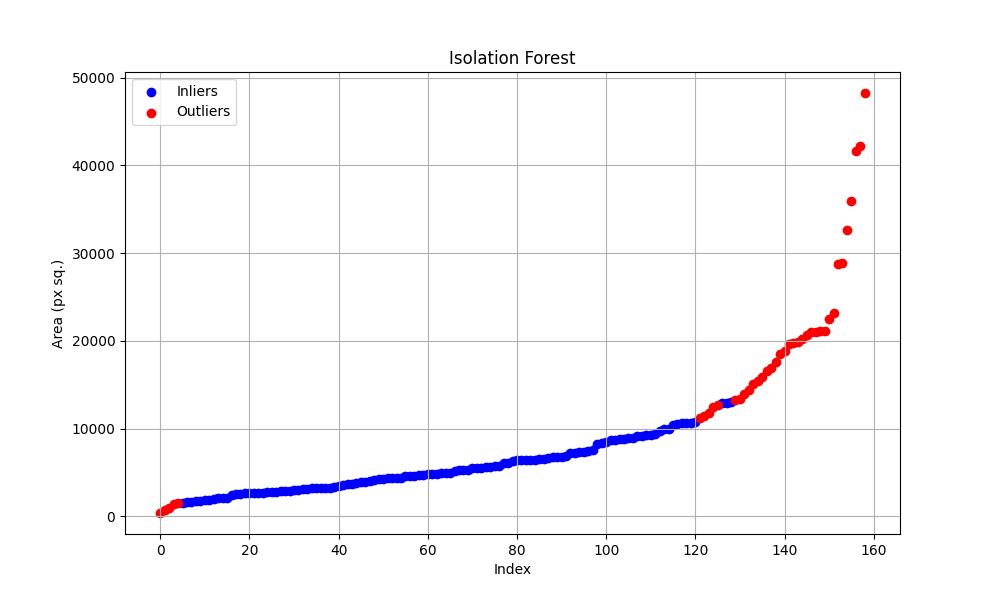 Isolation Forest
Inliers
Outliers
50000
40000
30000
20000
10000
0
Area (px sq.)
0 20 40 60 80 100 120 140 160
Index